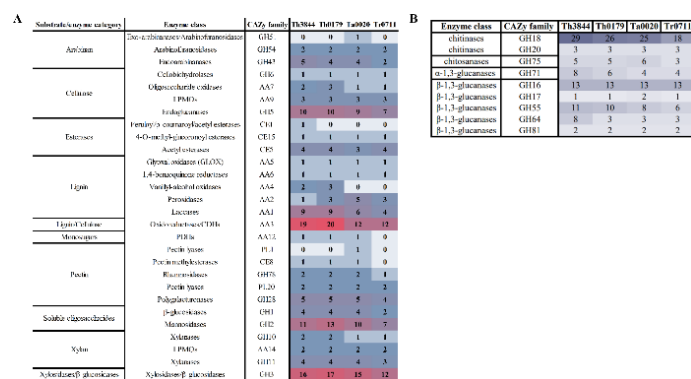 A
Substrate/enzyme category Enzyme class CAZy family Th3844 Th0179 Ta0020 Tr0711
Exo-arabinanases/Arabinofuranosidases GH51 0 0 1 0
Arabinan Arabinofuranosidases GH54 2 2 2 2
GH43 5 4 4 2
Cellobiohydrolases GH6 1 1 1 1
Cellulose Oligosaccharide oxidases AA7 2 3 1 1
LPMOs AA9 3 3 3 3
Endoglucanases GH5 10 10 9 7
CE1 1 0 0 0
Esterases 4-O-methyl-glucuronoyl esterases CE15 1 1 1 1
Acetyl esterases CE5 4 4 3 4
Glyoxal oxidases (GLOX) AA5 1 1 1 1
1,4-benzoquinone reductases AA6 1 1 1 1
Lignin Vanillyl-alcohol oxidases AA4 2 3 0 0
Peroxidases AA2 1 3 5 3
Laccases AA1 9 9 6 4
Lignin/Cellulose Oxidoreductases/CDHs AA3 19 20 12 12
PDHs AA12 1 1 1 0
Pectin lyases PL1 0 0 1 0
Pectin methylesterases CE8 1 1 1 0
Pectin Rhamnosidases GH78 2 2 2 1
Pectin lyases PL20 2 2 2 2
Polygalacturonases GH28 5 5 5 4
Soluble oligosaccharides β-glucosidases GH1 4 4 4 2
Mannosidases GH2 11 13 10 7
Xylanases GH10 2 2 1 1
Xylan LPMOs AA14 2 2 2 2
Xylanases GH11 4 4 4 3
Xylosidases/β-glucosidases Xylosidases/β-glucosidases GH3 16 17 15 12
B
Enzyme class CAZy family Th3844 Th0179 Ta0020 Tr0711
chitinases GH18 29 26 25 18
chitinases GH20 3 3 3 3
chitosanases GH75 5 5 6 3
α-1,3-glucanases GH71 8 6 4 4
β-1,3-glucanases GH16 13 13 13 13
β-1,3-glucanases GH17 1 1 2 1
β-1,3-glucanases GH55 11 10 8 6
β-1,3-glucanases GH64 8 3 3 3
β-1,3-glucanases GH81 2 2 2 2